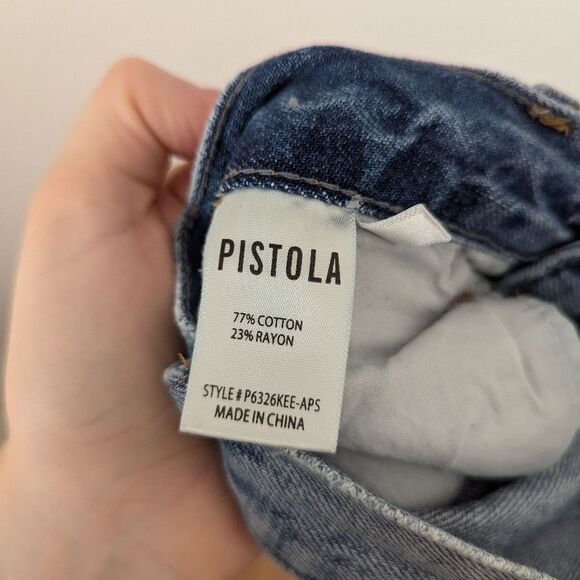 PISTOLA
77% COTTON
23% RAYON
STYLE# P6326KEE-APS
MADE IN CHINA